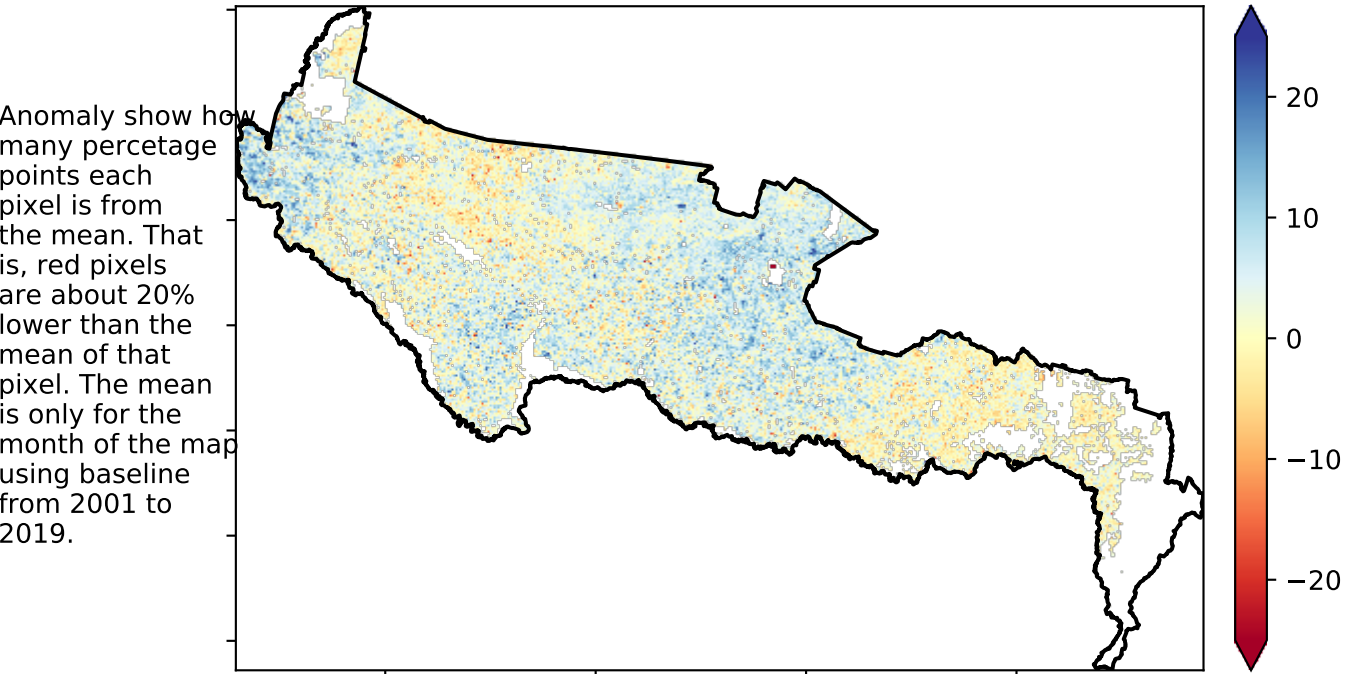 Anomaly show how
many percetage
points each
pixel is from
the mean. That
is, red pixels
are about 20%
lower than the
mean of that
pixel. The mean
is only for the
month of the map
using baseline
from 2001 to
2019.
20
10
0
−10
−20